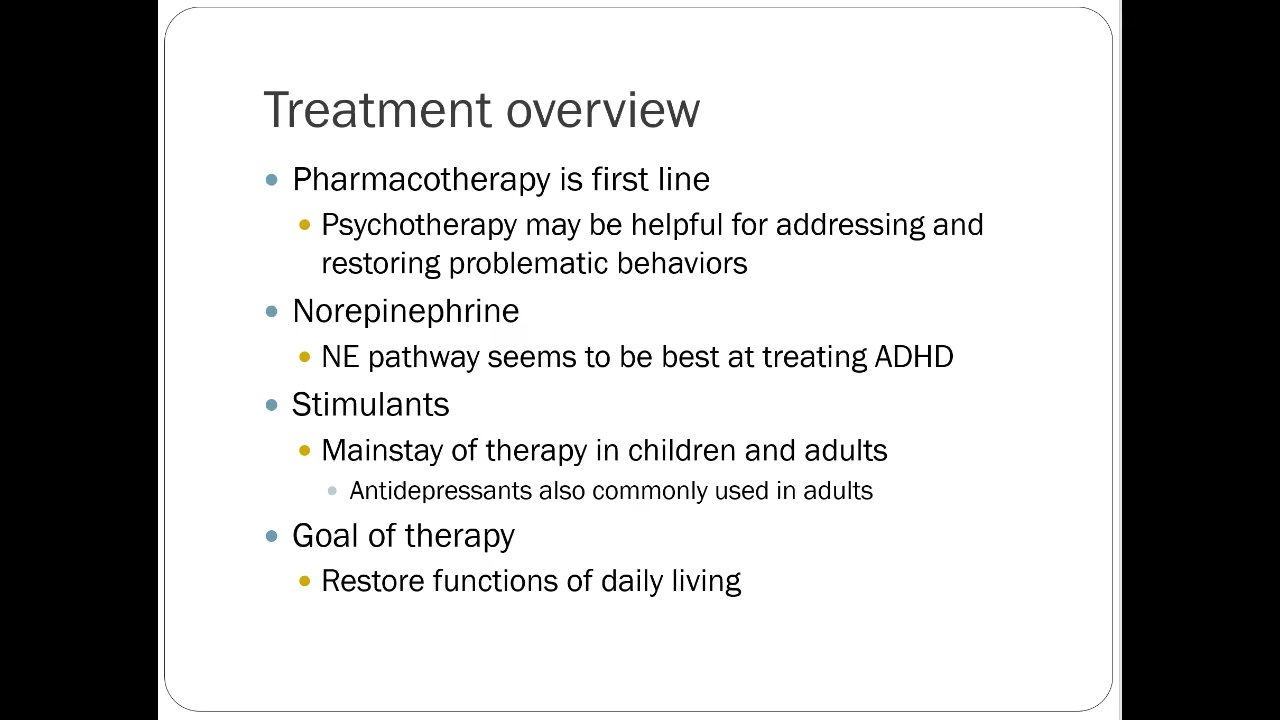 Treatment overview
Pharmacotherapy is first line
Psychotherapy may be helpful for addressing and
restoring problematic behaviors
Norepinephrine
NE pathway seems to be best at treating ADHD
Stimulants
Mainstay of therapy in children and adults
Antidepressants also commonly used in adults
Goal of therapy
Restore functions of daily living